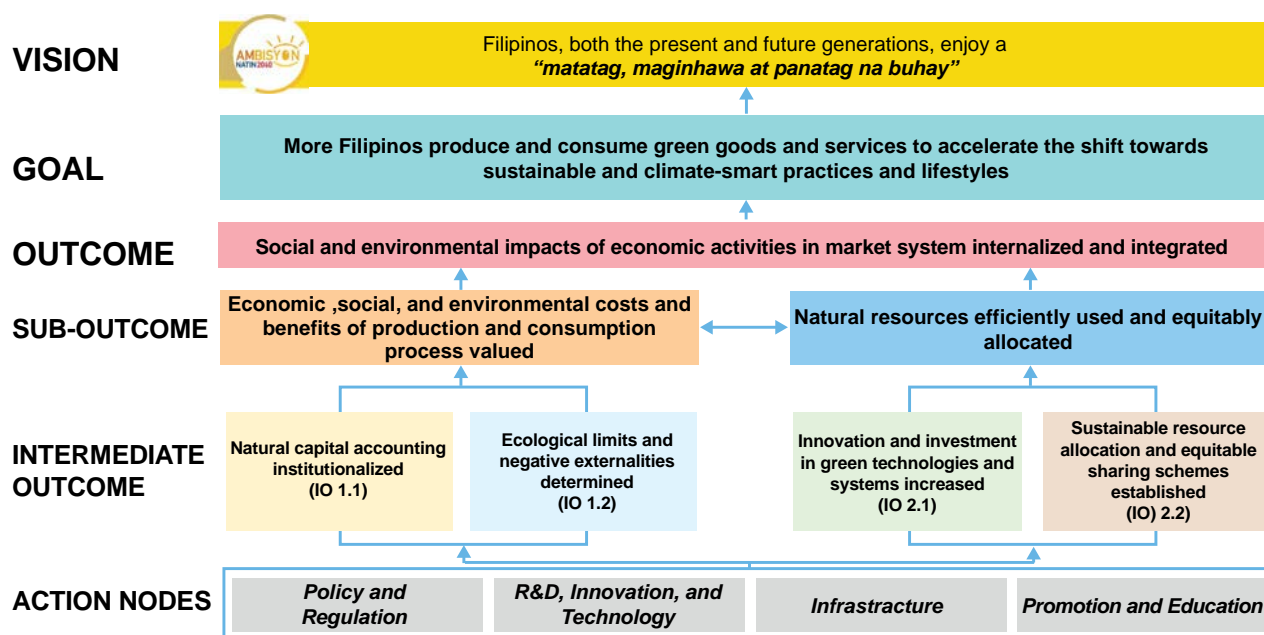 VISION
AMBISYON
NATIN 2040
Filipinos, both the present and future generations, enjoy a
“matatag, maginhawa at panatag na buhay”
GOAL
More Filipinos produce and consume green goods and services to accelerate the shift towards
sustainable and climate-smart practices and lifestyles
OUTCOME
Social and environmental impacts of economic activities in market system internalized and integrated
SUB-OUTCOME
Economic ,social, and environmental costs and
benefits of production and consumption
process valued
Natural resources efficiently used and equitably
allocated
INTERMEDIATE
OUTCOME
Natural capital accounting
institutionalized
(IO 1.1)
Ecological limits and
negative externalities
determined
(IO 1.2)
Innovation and investment
in green technologies and
systems increased
(IO 2.1)
Sustainable resource
allocation and equitable
sharing schemes
established
(IO) 2.2)
ACTION NODES
Policy and
Regulation
R&D, Innovation, and
Technology
Infrastracture
Promotion and Education